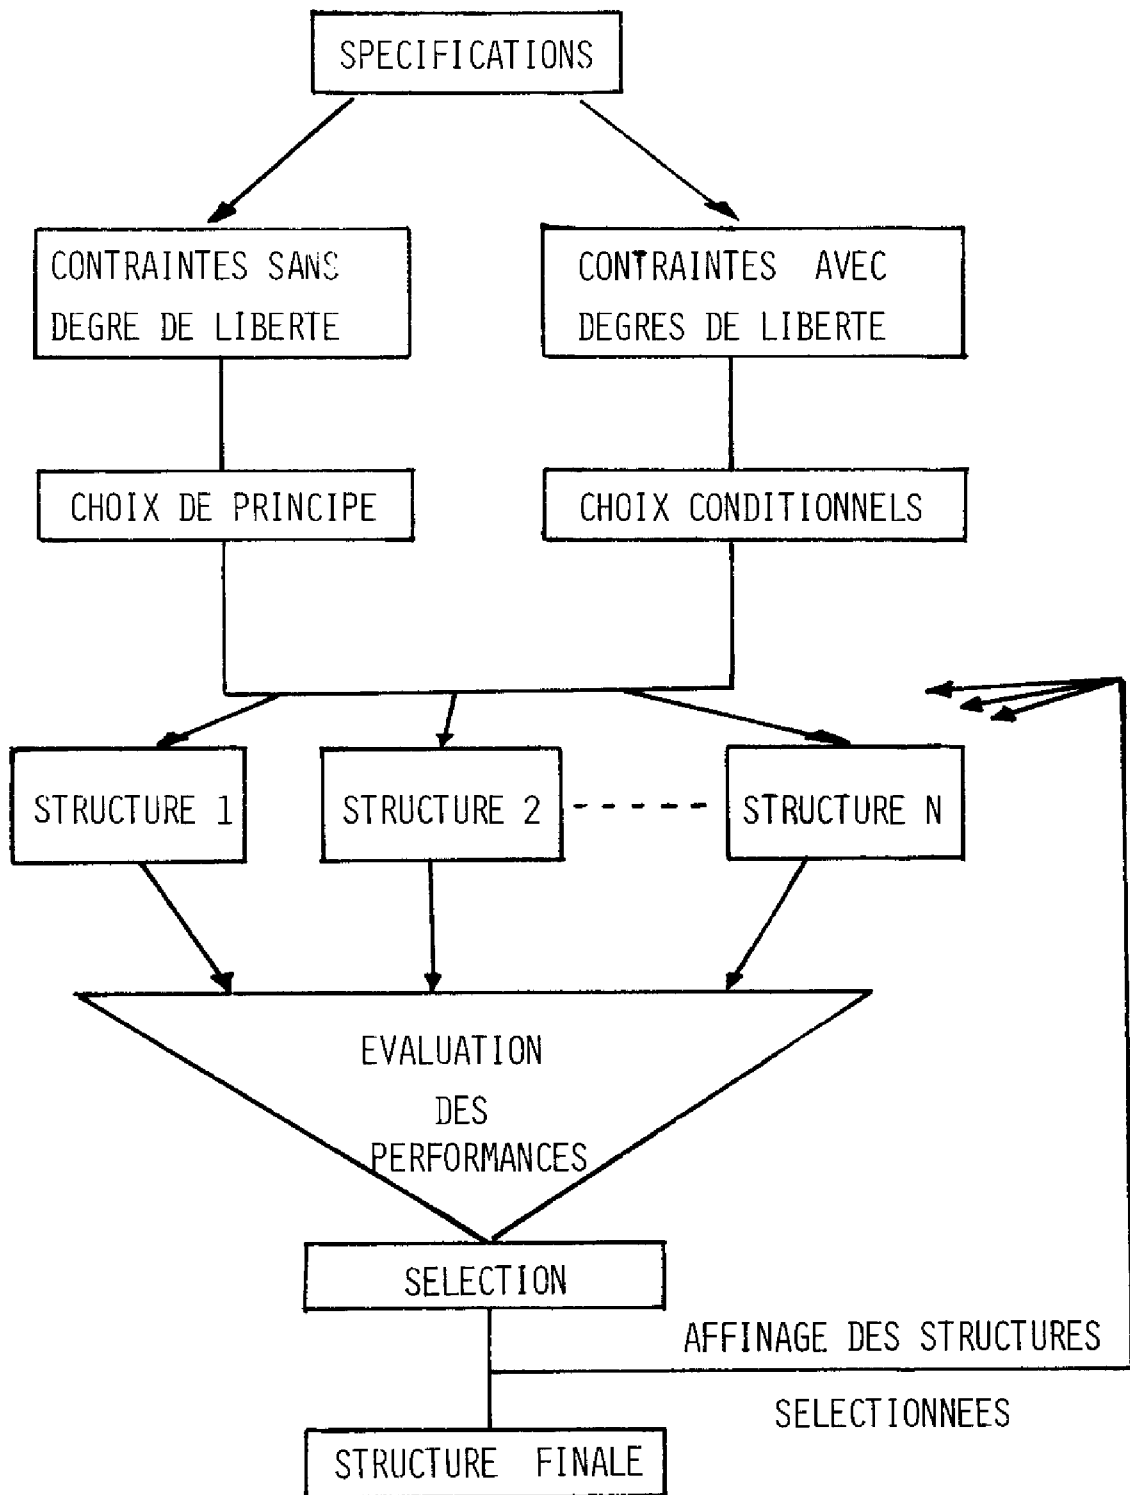 SPECIFICATIONS
CONTRAINTES SANS
DEGRE DE LIBERTE
CONTRAINTES AVEC
DEGRES DE LIBERTE
CHOIX DE PRINCIPE
CHOIX CONDITIONNELS
STRUCTURE 1
STRUCTURE 2
STRUCTURE N
EVALUATION
DES
PERFORMANCES
SELECTION
AFFINAGE DES STRUCTURES
SELECTIONNEES
STRUCTURE FINALE